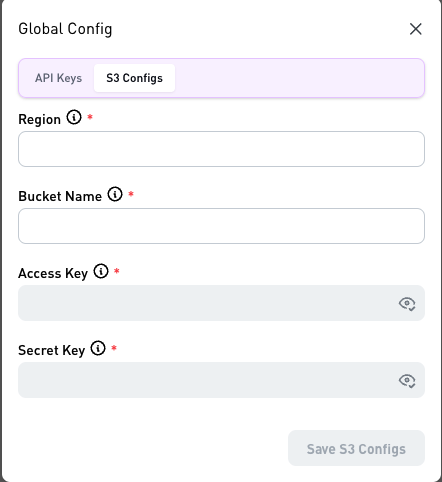 Global Config
API Keys S3 Configs
Region *
Bucket Name *
Access Key *
Secret Key *
Save S3 Configs